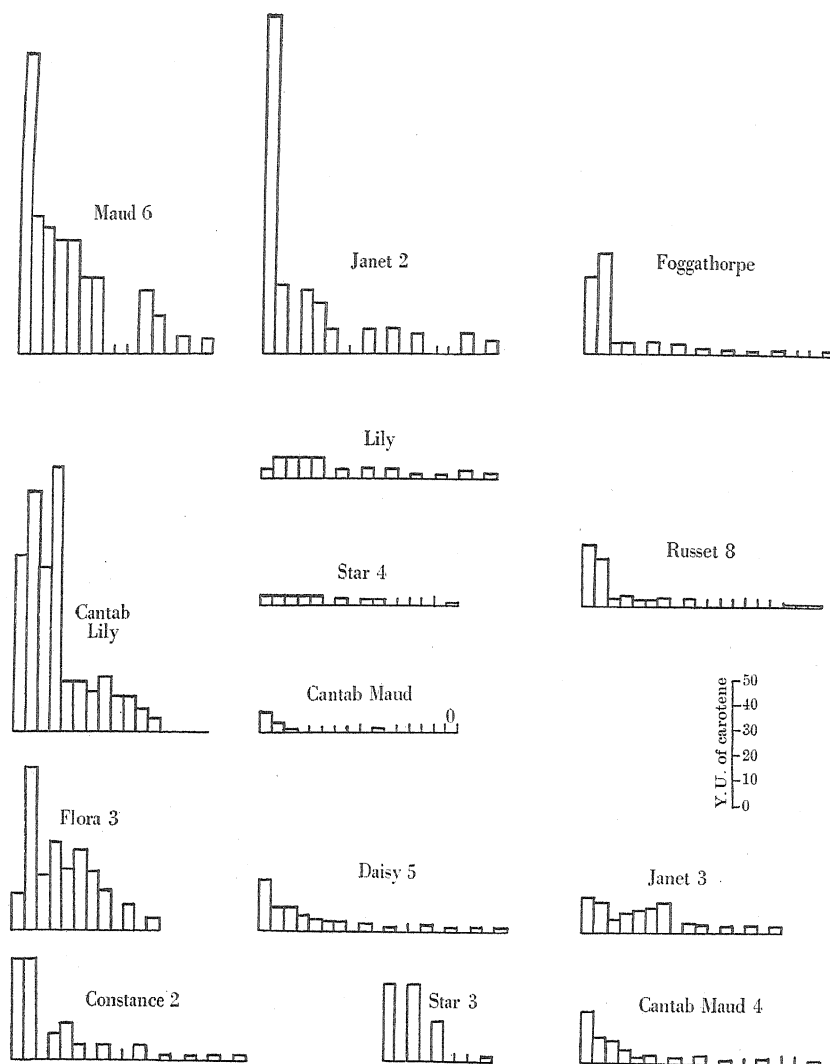 Maud 6
Janet 2
Foggathorpe
Lily
Cantab
Lily
Star 4
Russet 8
Cantab Maud
0
Y.U. of carotene
50
40
30
20
10
0
Flora 3
Daisy 5
Janet 3
Constance 2
Star 3
Cantab Maud 4